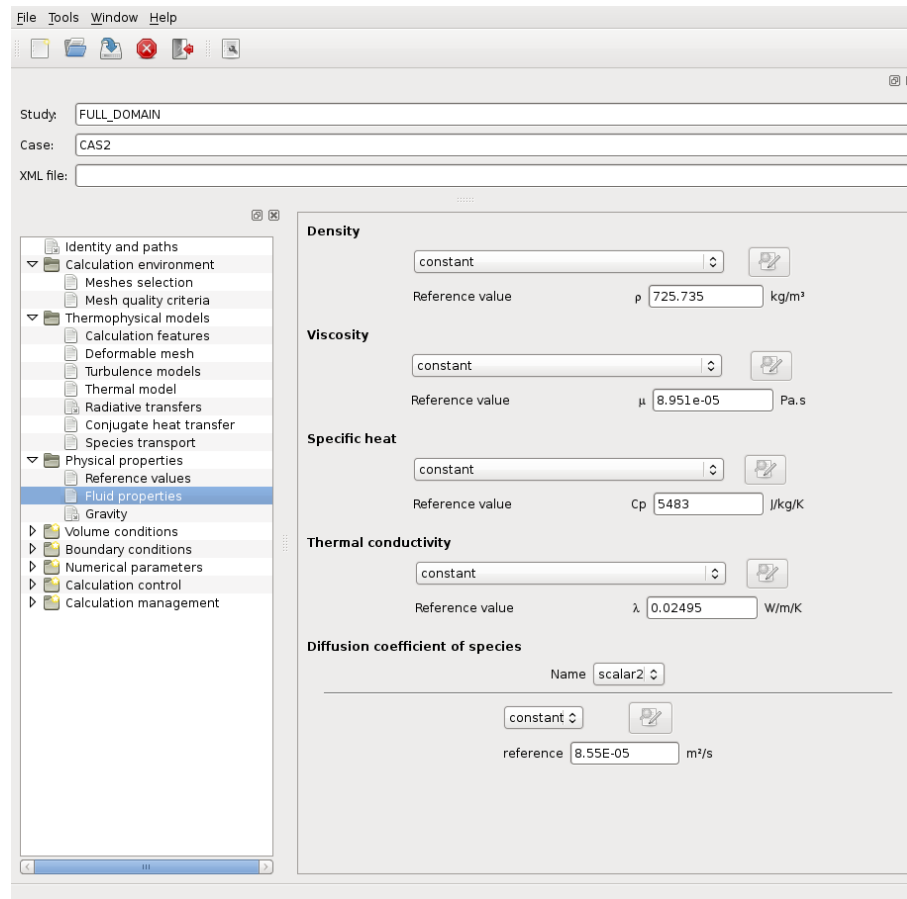 File Tools Window Help
Study: FULL_DOMAIN
Case: CAS2
XML file:
Identity and paths
Calculation environment
Meshes selection
Mesh quality criteria
Thermophysical models
Calculation features
Deformable mesh
Turbulence models
Thermal model
Radiative transfers
Conjugate heat transfer
Species transport
Physical properties
Reference values
Fluid properties
Gravity
Volume conditions
Boundary conditions
Numerical parameters
Calculation control
Calculation management
Density
constant
Reference value ρ 725.735 kg/m³
Viscosity
constant
Reference value μ 8.951e-05 Pa.s
Specific heat
constant
Reference value Cp 5483 J/kg/K
Thermal conductivity
constant
Reference value λ 0.02495 W/m/K
Diffusion coefficient of species
Name scalar2
constant
reference 8.55E-05 m²/s